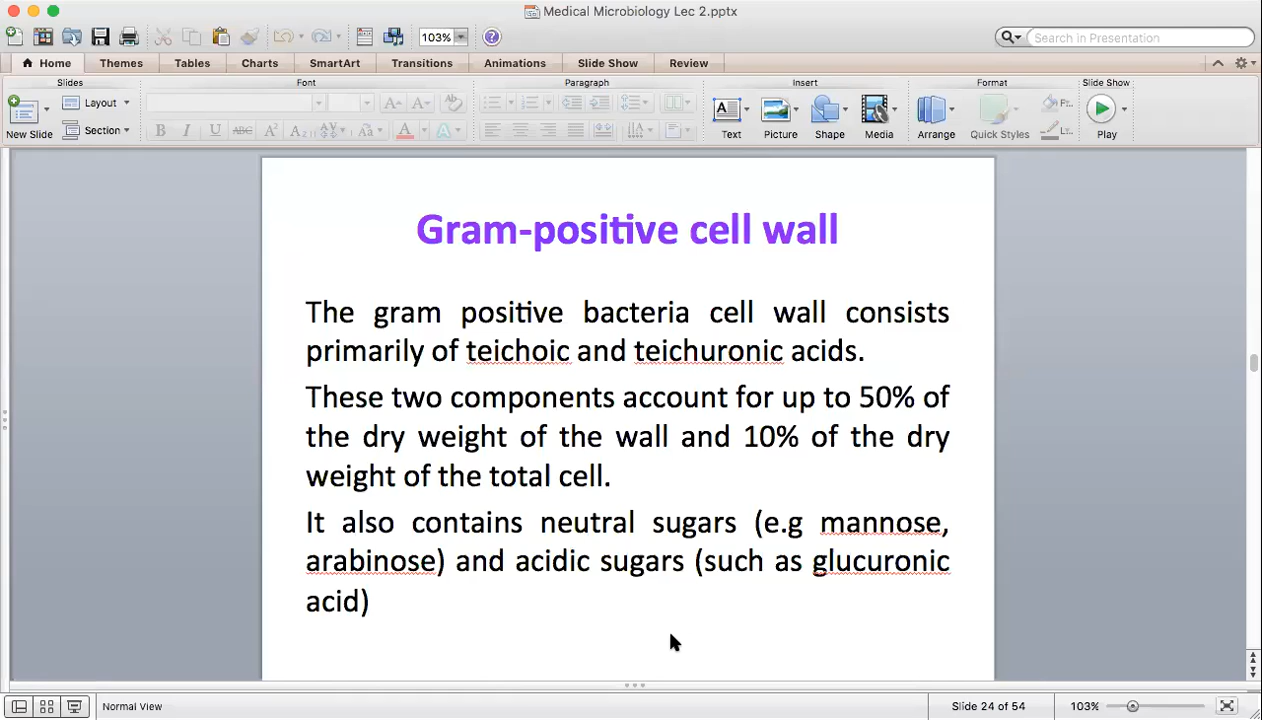 Medical Microbiology Lec 2.pptx
103%
Search in Presentation
Home Themes Tables Charts SmartArt Transitions Animations Slide Show Review
Slides Font Paragraph Insert Format Slide Show
Layout
Section
New Slide
B I U ABC
Text Picture Shape Media Arrange Quick Styles Play
Gram-positive cell wall
The gram positive bacteria cell wall consists
primarily of teichoic and teichuronic acids.
These two components account for up to 50% of
the dry weight of the wall and 10% of the dry
weight of the total cell.
It also contains neutral sugars (e.g mannose,
arabinose) and acidic sugars (such as glucuronic
acid)
Normal View
Slide 24 of 54
103%